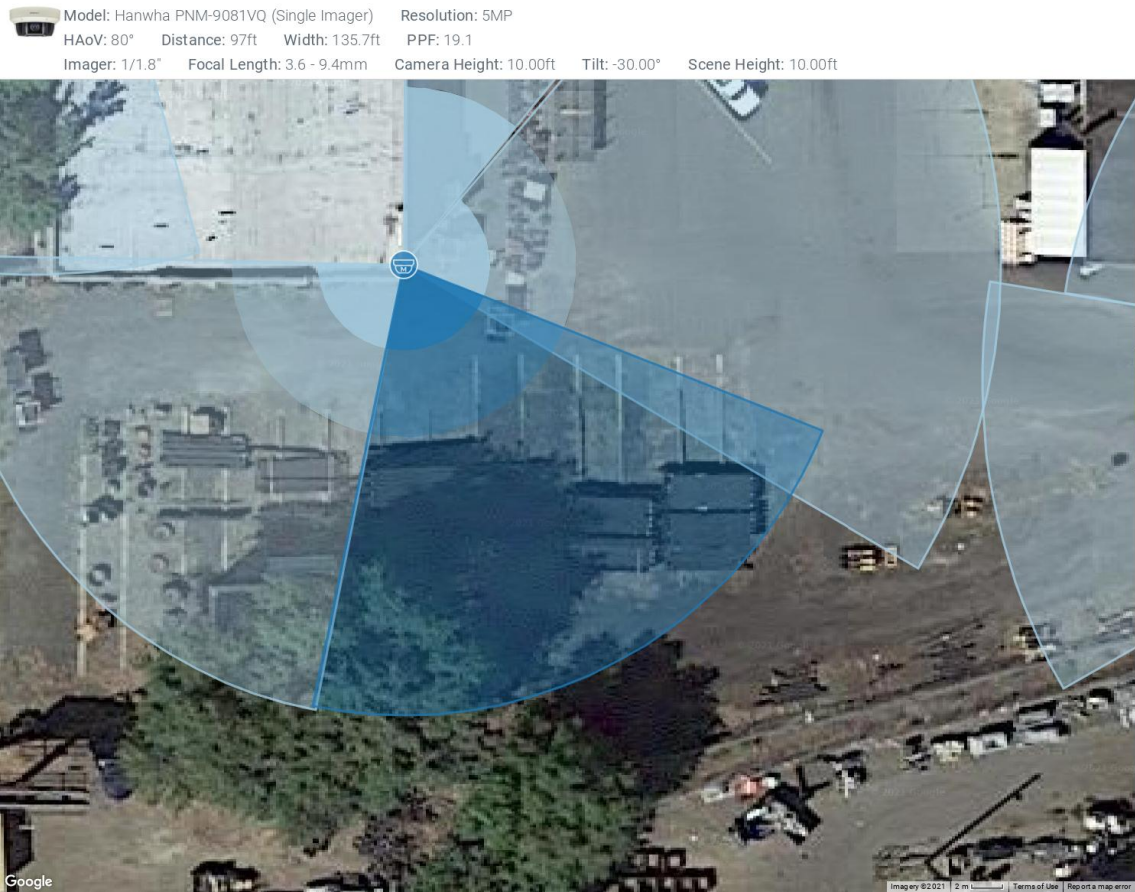 Model: Hanwha PNM-9081VQ (Single Imager) Resolution: 5MP
HAoV: 80° Distance: 97ft Width: 135.7ft PPF: 19.1
Imager: 1/1.8" Focal Length: 3.6 - 9.4mm Camera Height: 10.00ft Tilt: -30.00° Scene Height: 10.00ft
M
Google
Imagery ©2021 2 m Terms of Use Report a map error